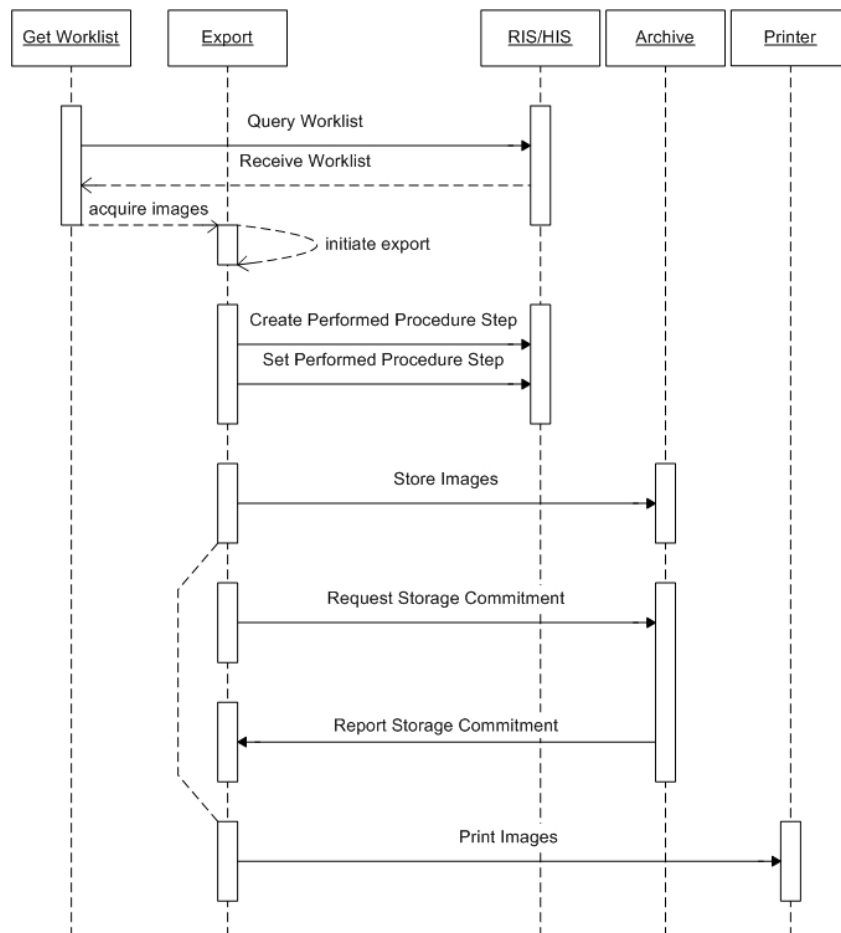 Get Worklist
Export
RIS/HIS
Archive
Printer
Query Worklist
Receive Worklist
acquire images
initiate export
Create Performed Procedure Step
Set Performed Procedure Step
Store Images
Request Storage Commitment
Report Storage Commitment
Print Images